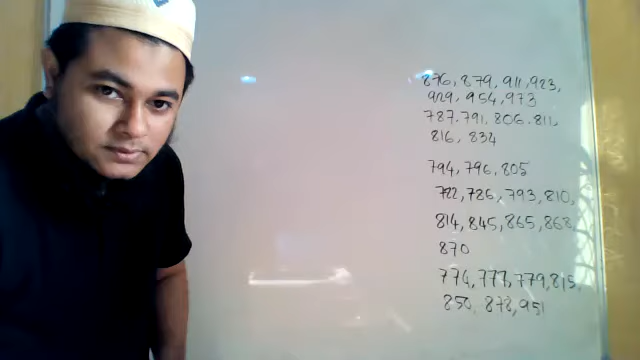 876, 879, 911, 923,
929, 954, 973
787, 791, 806, 811,
816, 834
794, 796, 805
722, 786, 793, 810,
814, 845, 865, 868,
870
774, 777, 779, 815,
850, 878, 951